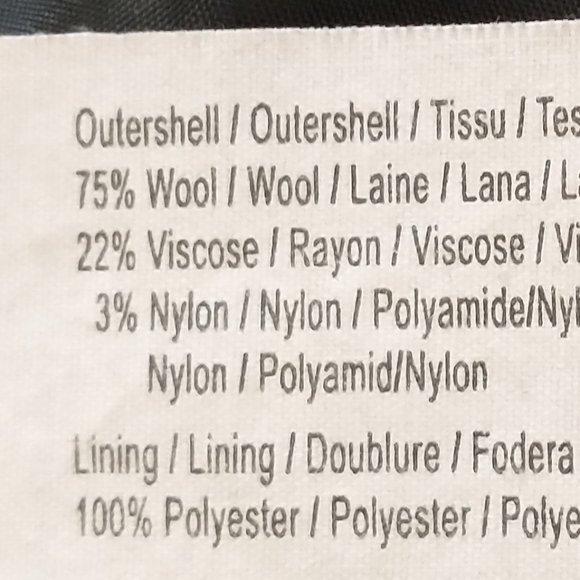 Outershell / Outershell / Tissu / Tes
75% Wool / Wool / Laine / Lana / L
22% Viscose / Rayon / Viscose / Vi
3% Nylon / Nylon / Polyamide/Nyl
Nylon / Polyamid/Nylon
Lining / Lining / Doublure / Fodera
100% Polyester / Polyester / Polye